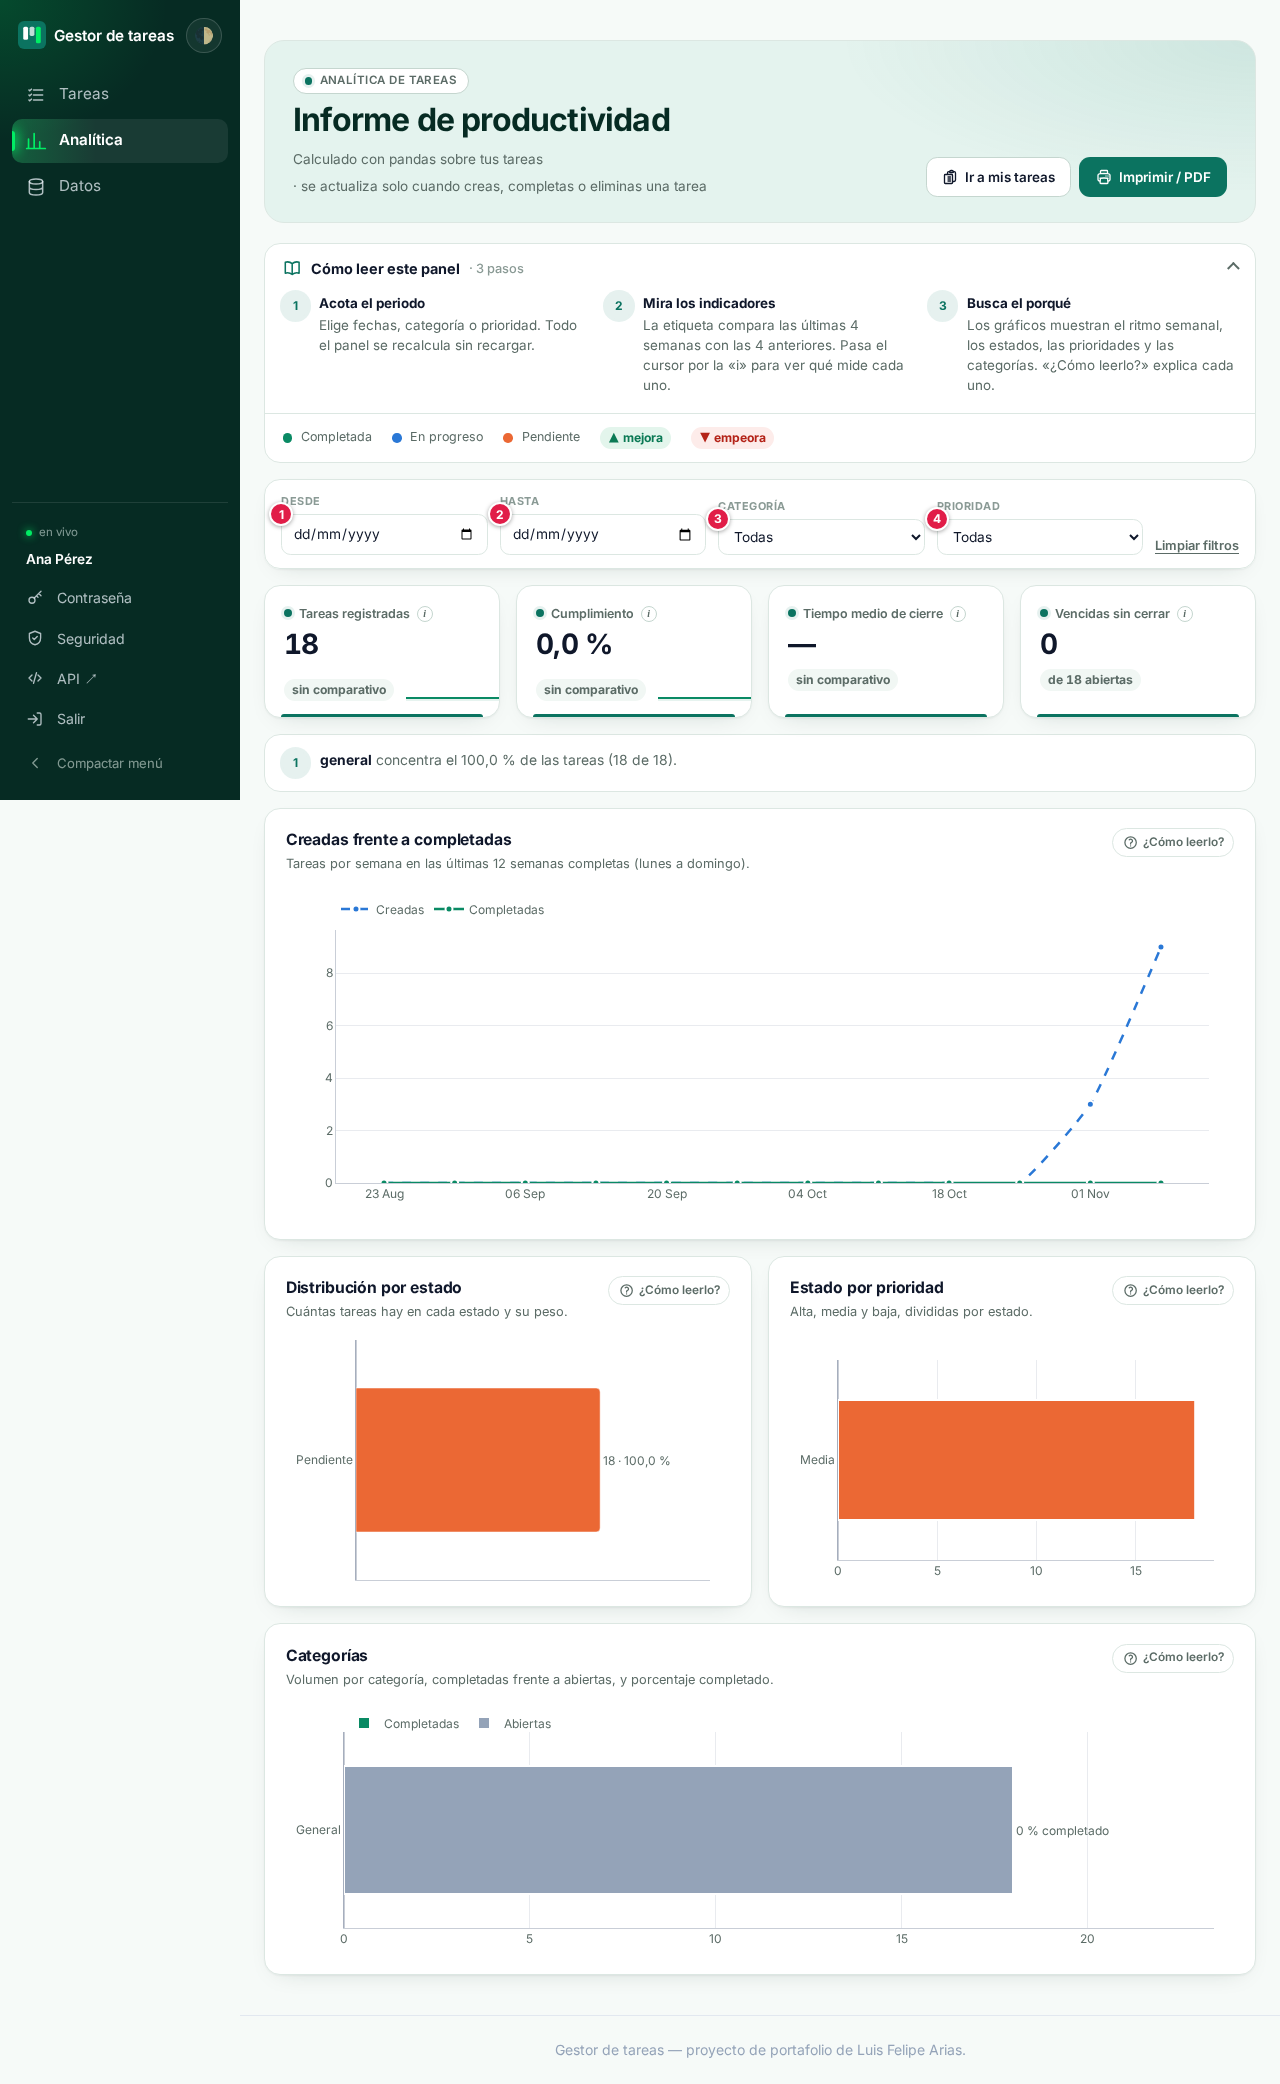 Gestor de tareas
Tareas
Analítica
Datos
en vivo
Ana Pérez
Contraseña
Seguridad
API ↗
Salir
Compactar menú
ANALÍTICA DE TAREAS
Informe de productividad
Calculado con pandas sobre tus tareas
· se actualiza solo cuando creas, completas o eliminas una tarea
Ir a mis tareas
Imprimir / PDF
Cómo leer este panel · 3 pasos
1 Acota el periodo
Elige fechas, categoría o prioridad. Todo
el panel se recalcula sin recargar.
2 Mira los indicadores
La etiqueta compara las últimas 4
semanas con las 4 anteriores. Pasa el
cursor por la «i» para ver qué mide cada
uno.
3 Busca el porqué
Los gráficos muestran el ritmo semanal,
los estados, las prioridades y las
categorías. «¿Cómo leerlo?» explica cada
uno.
Completada En progreso Pendiente ▲ mejora ▼ empeora
DESDE
1
dd/mm/yyyy
HASTA
2
dd/mm/yyyy
CATEGORÍA
3
Todas
PRIORIDAD
4
Todas
Limpiar filtros
Tareas registradas i
18
sin comparativo
Cumplimiento i
0,0 %
sin comparativo
Tiempo medio de cierre i
—
sin comparativo
Vencidas sin cerrar i
0
de 18 abiertas
1 general concentra el 100,0 % de las tareas (18 de 18).
Creadas frente a completadas
¿Cómo leerlo?
Tareas por semana en las últimas 12 semanas completas (lunes a domingo).
Creadas Completadas
8
6
4
2
0
23 Aug 06 Sep 20 Sep 04 Oct 18 Oct 01 Nov
Distribución por estado
¿Cómo leerlo?
Cuántas tareas hay en cada estado y su peso.
Pendiente
18 · 100,0 %
Estado por prioridad
¿Cómo leerlo?
Alta, media y baja, divididas por estado.
Media
0 5 10 15
Categorías
¿Cómo leerlo?
Volumen por categoría, completadas frente a abiertas, y porcentaje completado.
Completadas Abiertas
General
0 % completado
0 5 10 15 20
Gestor de tareas — proyecto de portafolio de Luis Felipe Arias.